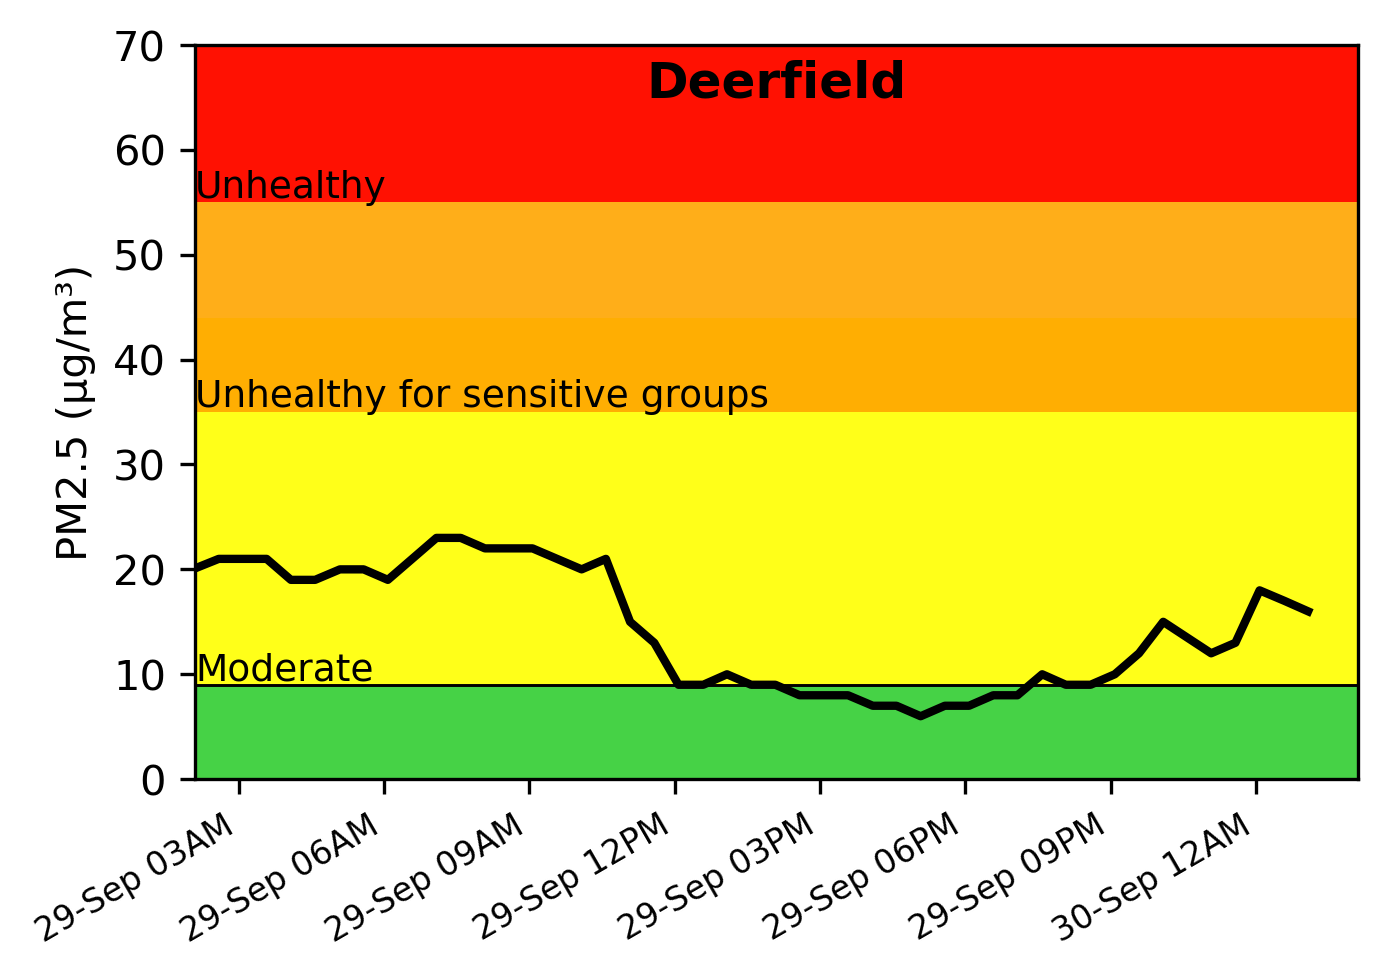 Deerfield
70
60
50
40
30
20
10
0
PM2.5 (µg/m³)
Unhealthy
Unhealthy for sensitive groups
Moderate
29-Sep 03AM
29-Sep 06AM
29-Sep 09AM
29-Sep 12PM
29-Sep 03PM
29-Sep 06PM
29-Sep 09PM
30-Sep 12AM